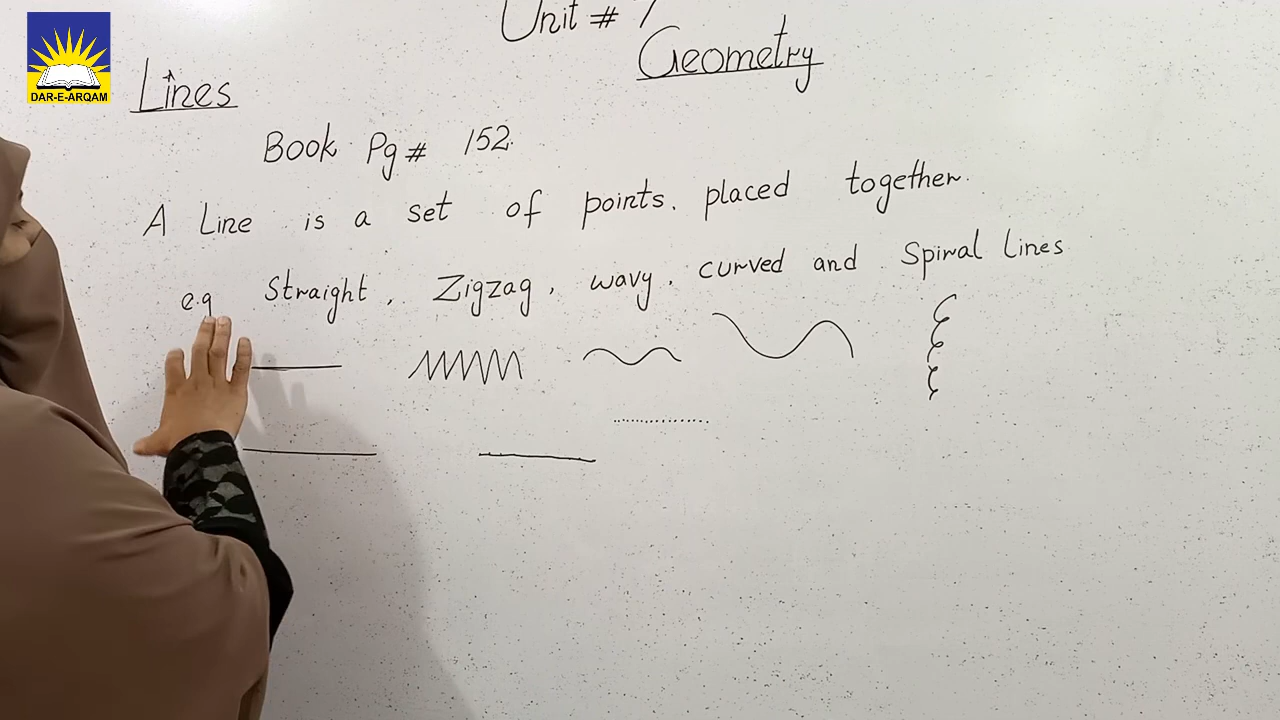 Unit # 7
Geometry
Lines
Book Pg # 152.
A Line is a set of points. placed together.
e.g Straight, Zigzag, wavy, curved and Spiral Lines
DAR-E-ARQAM